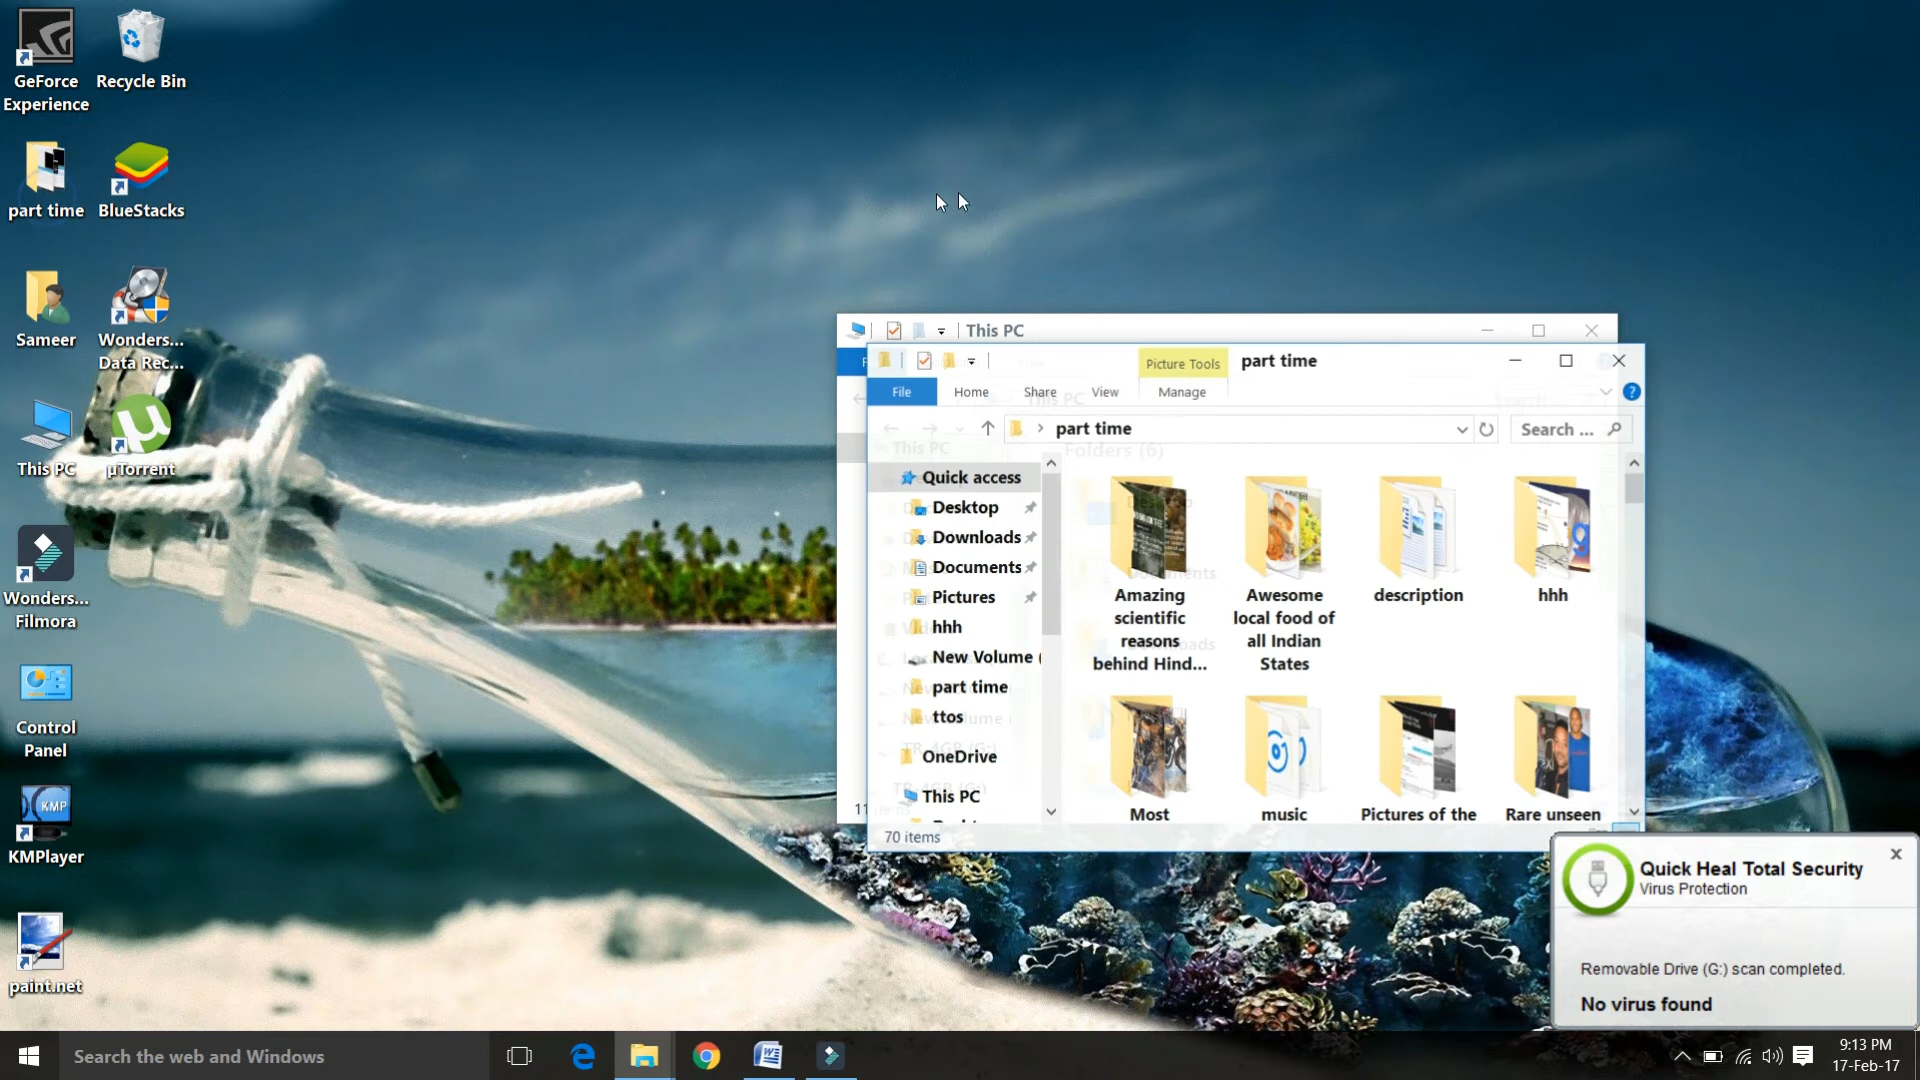 GeForce
Experience
Recycle Bin
part time
BlueStacks
Sameer
Wonders...
Data Rec...
This PC
µTorrent
Wonders...
Filmora
Control
Panel
KMP
KMPlayer
paint.net
This PC
Picture Tools
part time
File
Home
Share
View
Manage
part time
Search ...
This PC
Folders (6)
Quick access
Desktop
Downloads
Documents
Pictures
hhh
New Volume (
part time
ttos
OneDrive
This PC
Amazing
scientific
reasons
behind Hind...
Awesome
local food of
all Indian
States
description
hhh
Most
music
Pictures of the
Rare unseen
70 items
Quick Heal Total Security
Virus Protection
x
Removable Drive (G:) scan completed.
No virus found
Search the web and Windows
9:13 PM
17-Feb-17